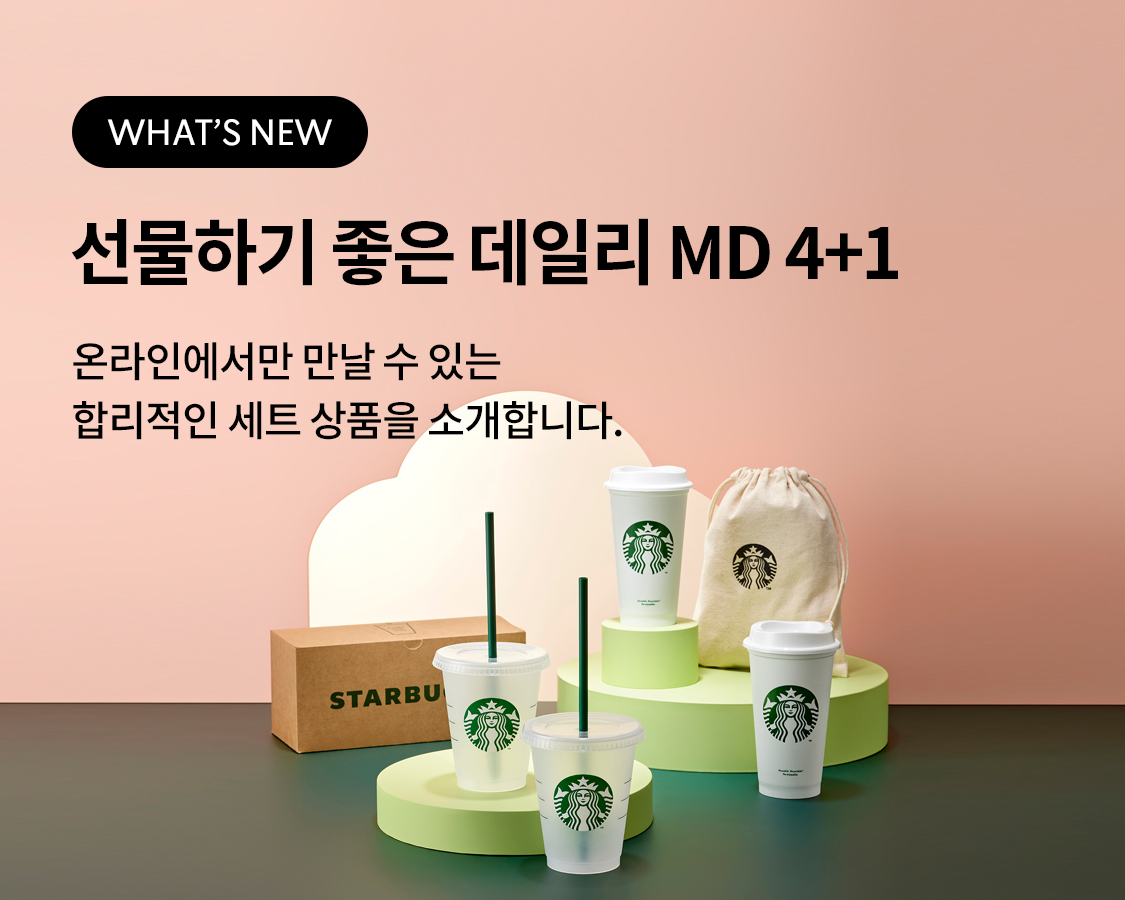 WHAT'S NEW
선물하기 좋은 데일리 MD 4+1
온라인에서만 만날 수 있는
합리적인 세트 상품을 소개합니다.
STARBU